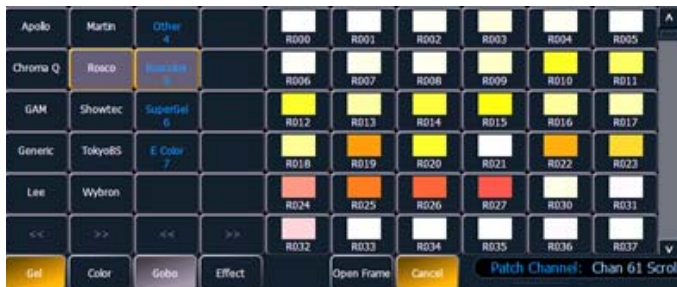 Apollo Martin Other
4
R000 R001 R002 R003 R004 R005
Chroma Q Rosco
5
R006 R007 R008 R009 R010 R011
GAM Showtec SuperGel
6
R012 R013 R014 R015 R016 R017
Generic TokyoBS E Color
7
R018 R019 R020 R021 R022 R023
Lee Wybron
R024 R025 R026 R027 R030 R031
<< >> << >>
R032 R033 R034 R035 R036 R037
Gel Color Gobo Effect Open Frame Cancel Patch Channel: Chan 61 Scrol